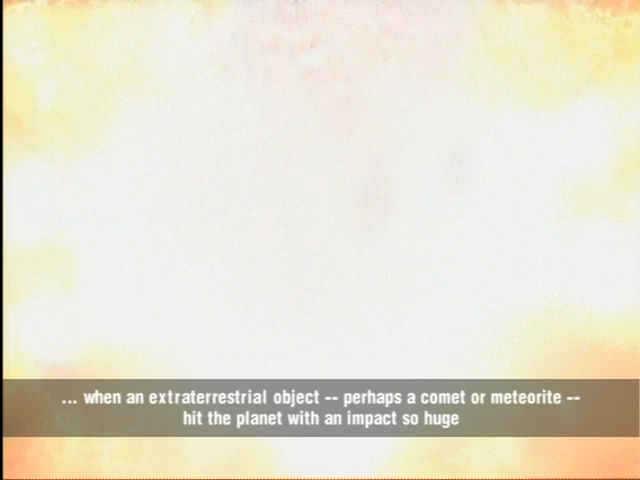 ... when an extraterrestrial object -- perhaps a comet or meteorite --
hit the planet with an impact so huge